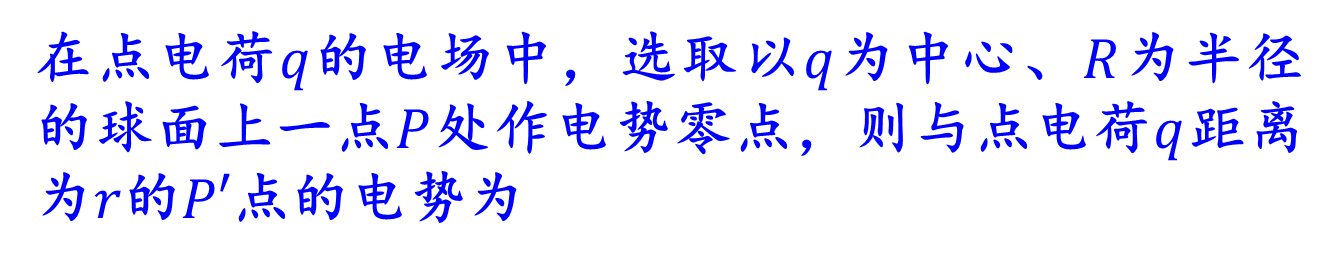 在点电荷q的电场中，选取以q为中心、R为半径
的球面上一点P处作电势零点，则与点电荷q距离
为r的P′点的电势为